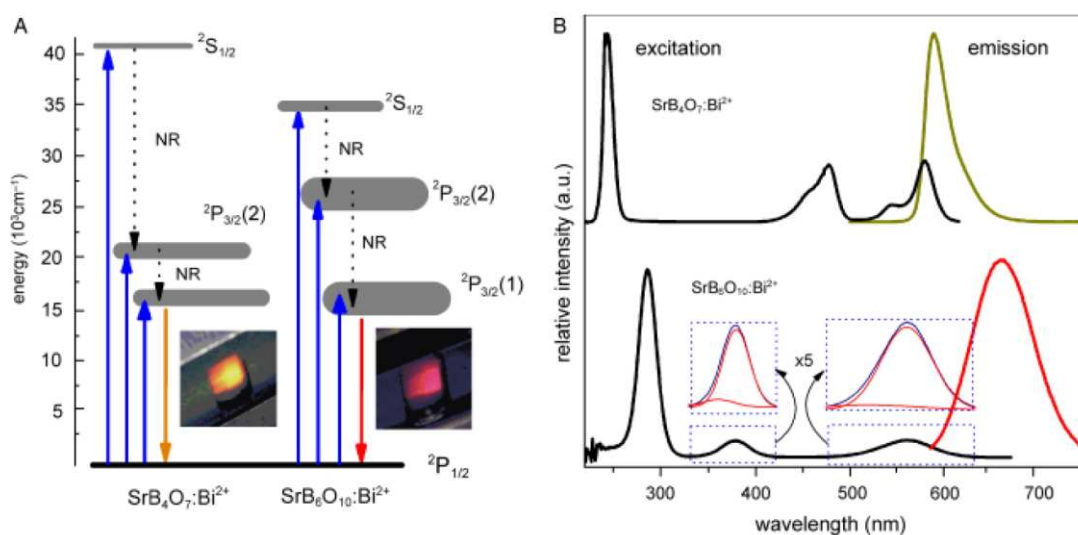 A
energy (10³cm⁻¹)
40
35
30
25
20
15
10
5
²S₁/₂
NR
²P₃/₂(2)
NR
²S₁/₂
NR
²P₃/₂(2)
NR
²P₃/₂(1)
²P₁/₂
SrB₄O₇:Bi²⁺
SrB₆O₁₀:Bi²⁺
B
relative intensity (a.u.)
excitation
emission
SrB₄O₇:Bi²⁺
SrB₆O₁₀:Bi²⁺
x5
300
400
500
600
700
wavelength (nm)